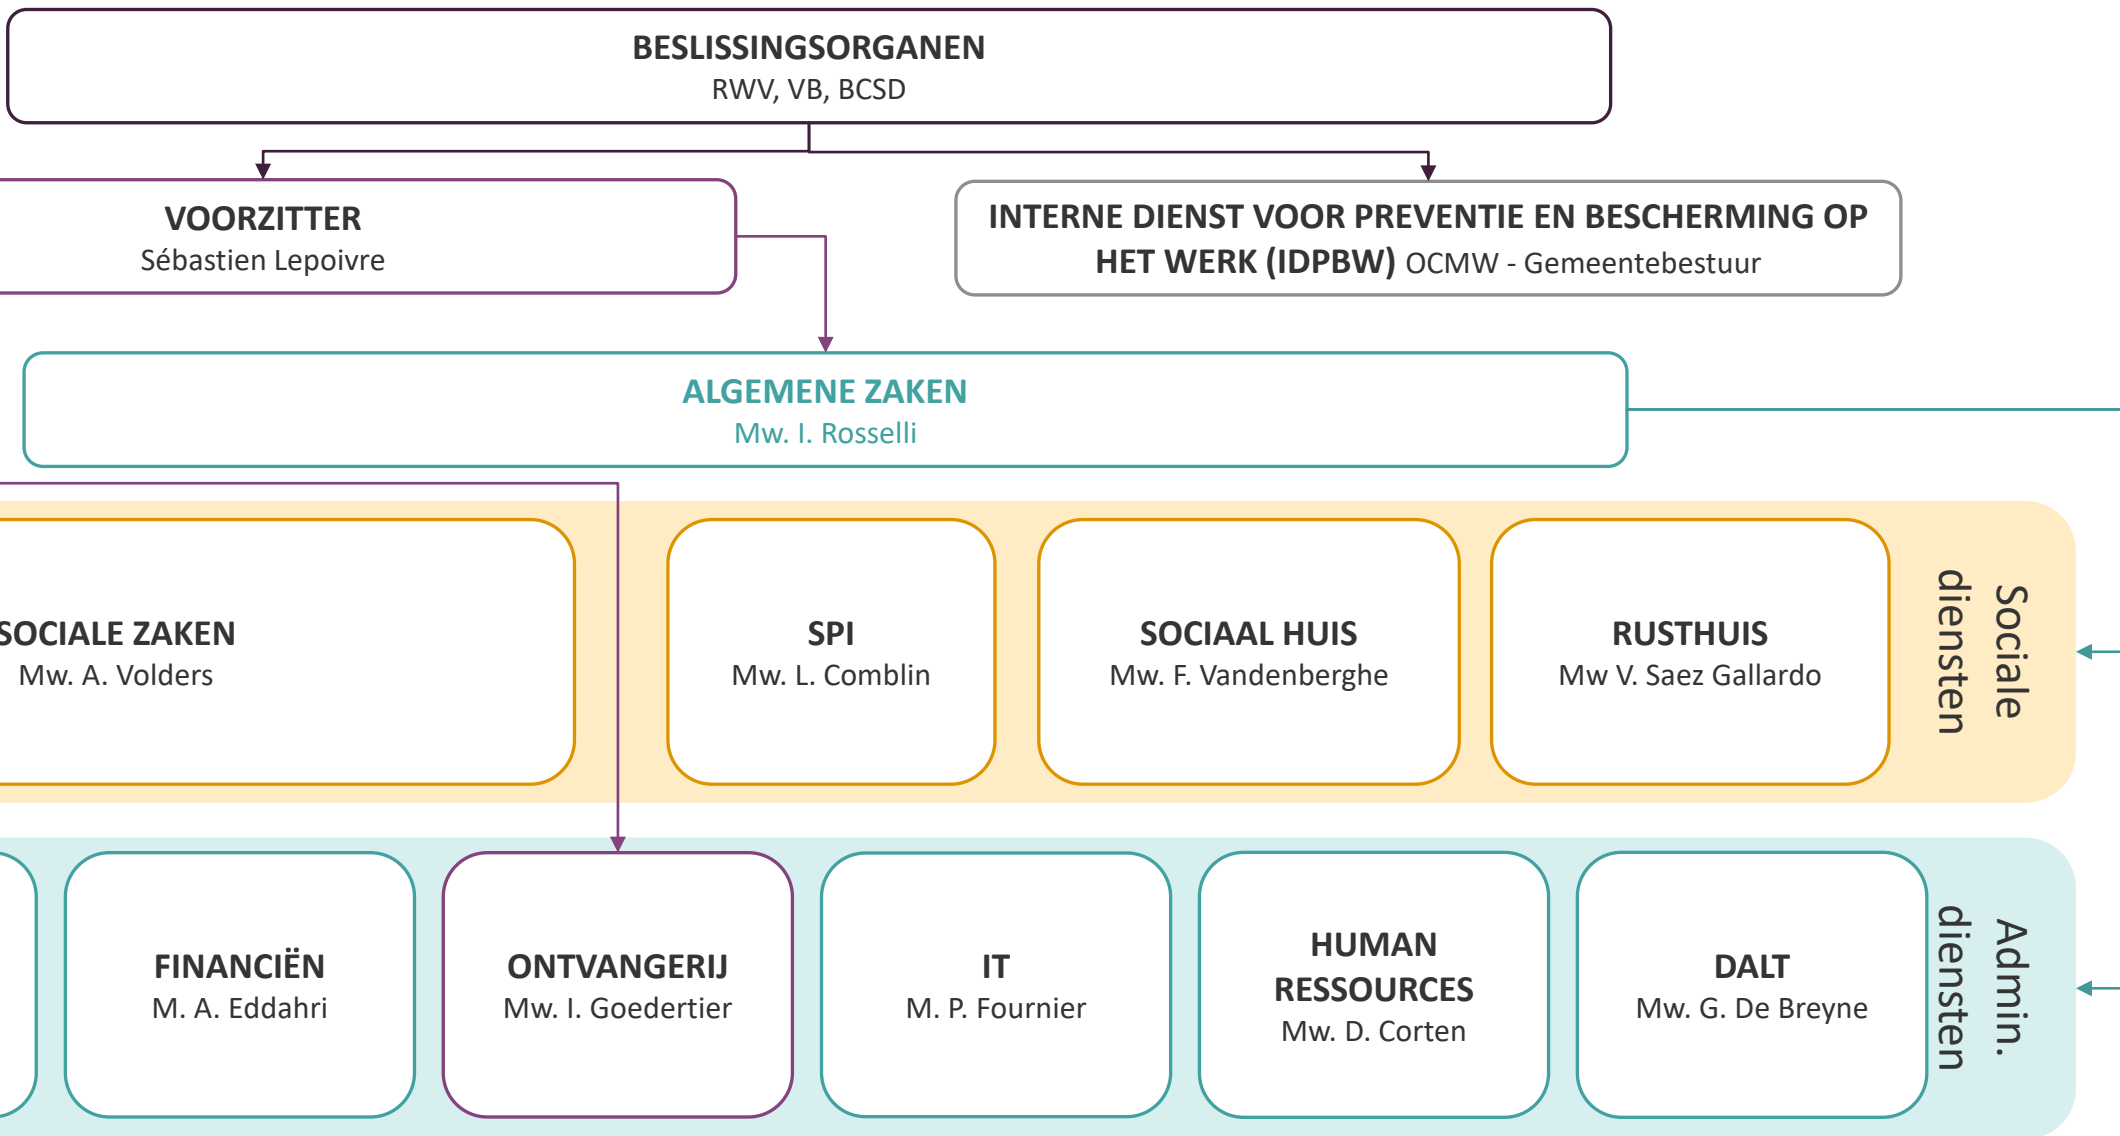 BESLISSINGSORGANEN
RWV, VB, BCSD
VOORZITTER
Sébastien Lepoivre
INTERNE DIENST VOOR PREVENTIE EN BESCHERMING OP
HET WERK (IDPBW) OCMW - Gemeentebestuur
ALGEMENE ZAKEN
Mw. I. Rosselli
SOCIALE ZAKEN
Mw. A. Volders
SPI
Mw. L. Comblin
SOCIAAL HUIS
Mw. F. Vandenberghe
RUSTHUIS
Mw V. Saez Gallardo
Sociale
diensten
FINANCIËN
M. A. Eddahri
ONTVANGERIJ
Mw. I. Goedertier
IT
M. P. Fournier
HUMAN
RESSOURCES
Mw. D. Corten
DALT
Mw. G. De Breyne
Admin.
diensten